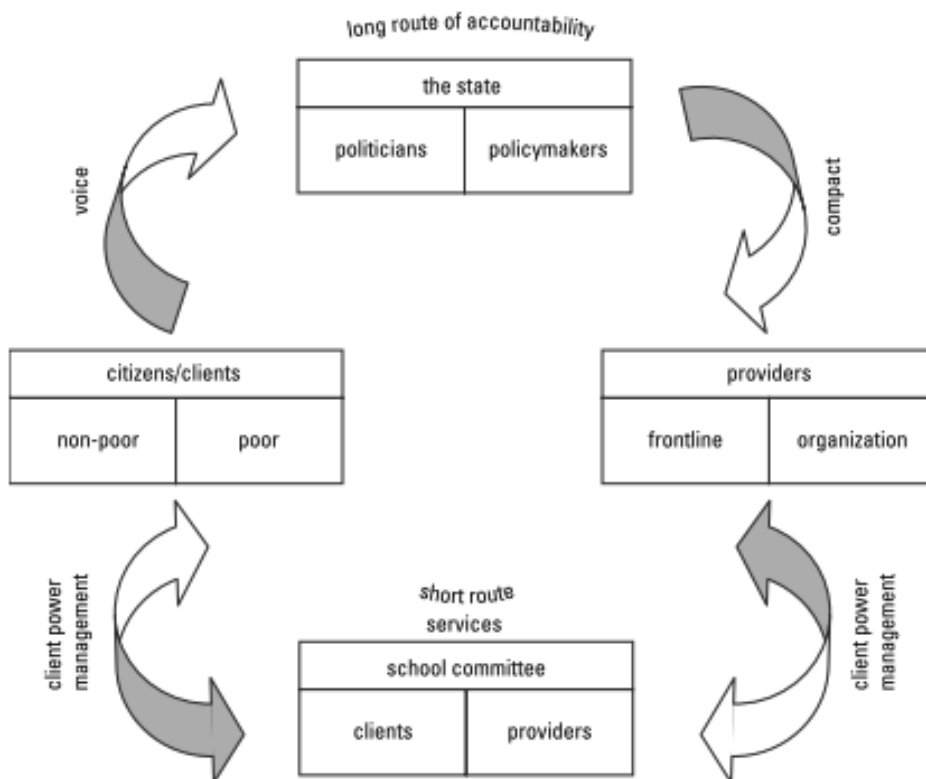 long route of accountability
the state
politicians
policymakers
voice
compact
citizens/clients
non-poor
poor
providers
frontline
organization
client power
management
short route
services
school committee
clients
providers
client power
management